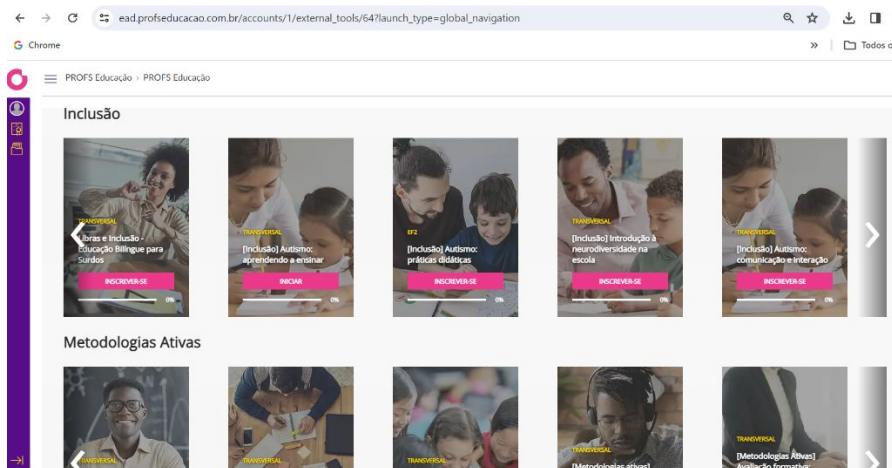 ead.profseducacao.com.br/accounts/1/external_tools/64?launch_type=global_navigation
Chrome
Todos o
PROFS Educação > PROFS Educação
Inclusão
TRANSVERSAL
Libras e Inclusão -
Educação Bilingue para
Surdos
INSCREVER-SE
0%
TRANSVERSAL
[Inclusão] Autismo:
aprendendo a ensinar
INICIAR
0%
EF2
[Inclusão] Autismo:
práticas didáticas
INSCREVER-SE
0%
TRANSVERSAL
[Inclusão] Introdução à
neurodiversidade na
escola
INSCREVER-SE
0%
TRANSVERSAL
[Inclusão] Autismo:
comunicação e interação
INSCREVER-SE
0%
Metodologias Ativas
TRANSVERSAL
TRANSVERSAL
TRANSVERSAL
TRANSVERSAL
[Metodologias ativas]
TRANSVERSAL
[Metodologias Ativas]
Avaliação formativa: